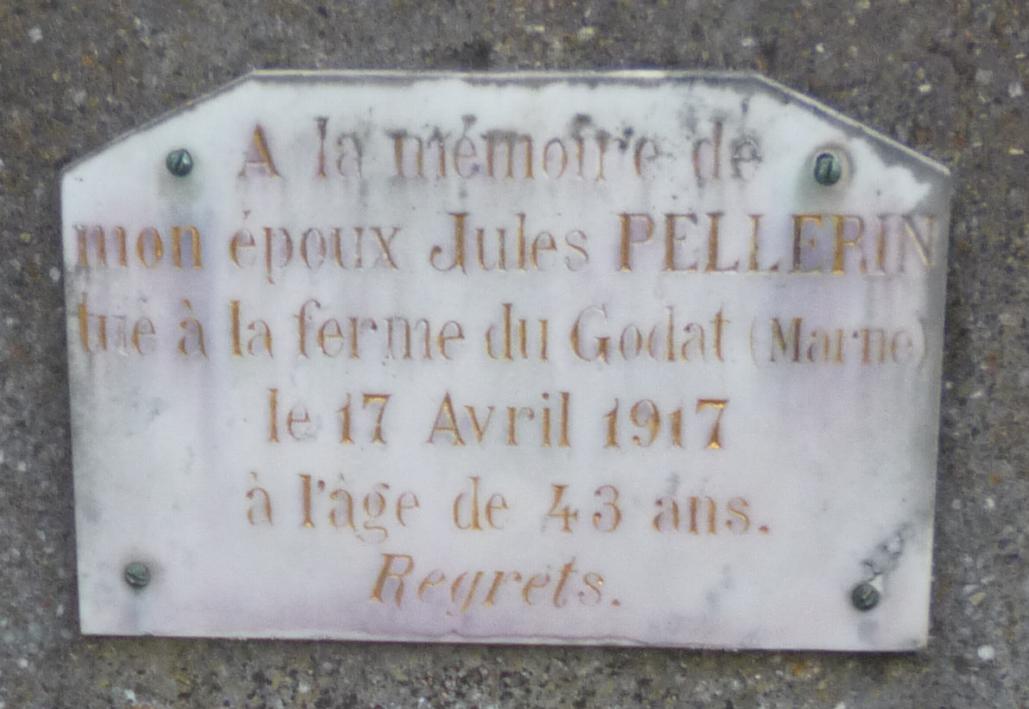 A la mémoire de
mon époux Jules PELLERIN
tué à la ferme du Godat (Marne)
le 17 Avril 1917
à l'âge de 43 ans.
Regrets.